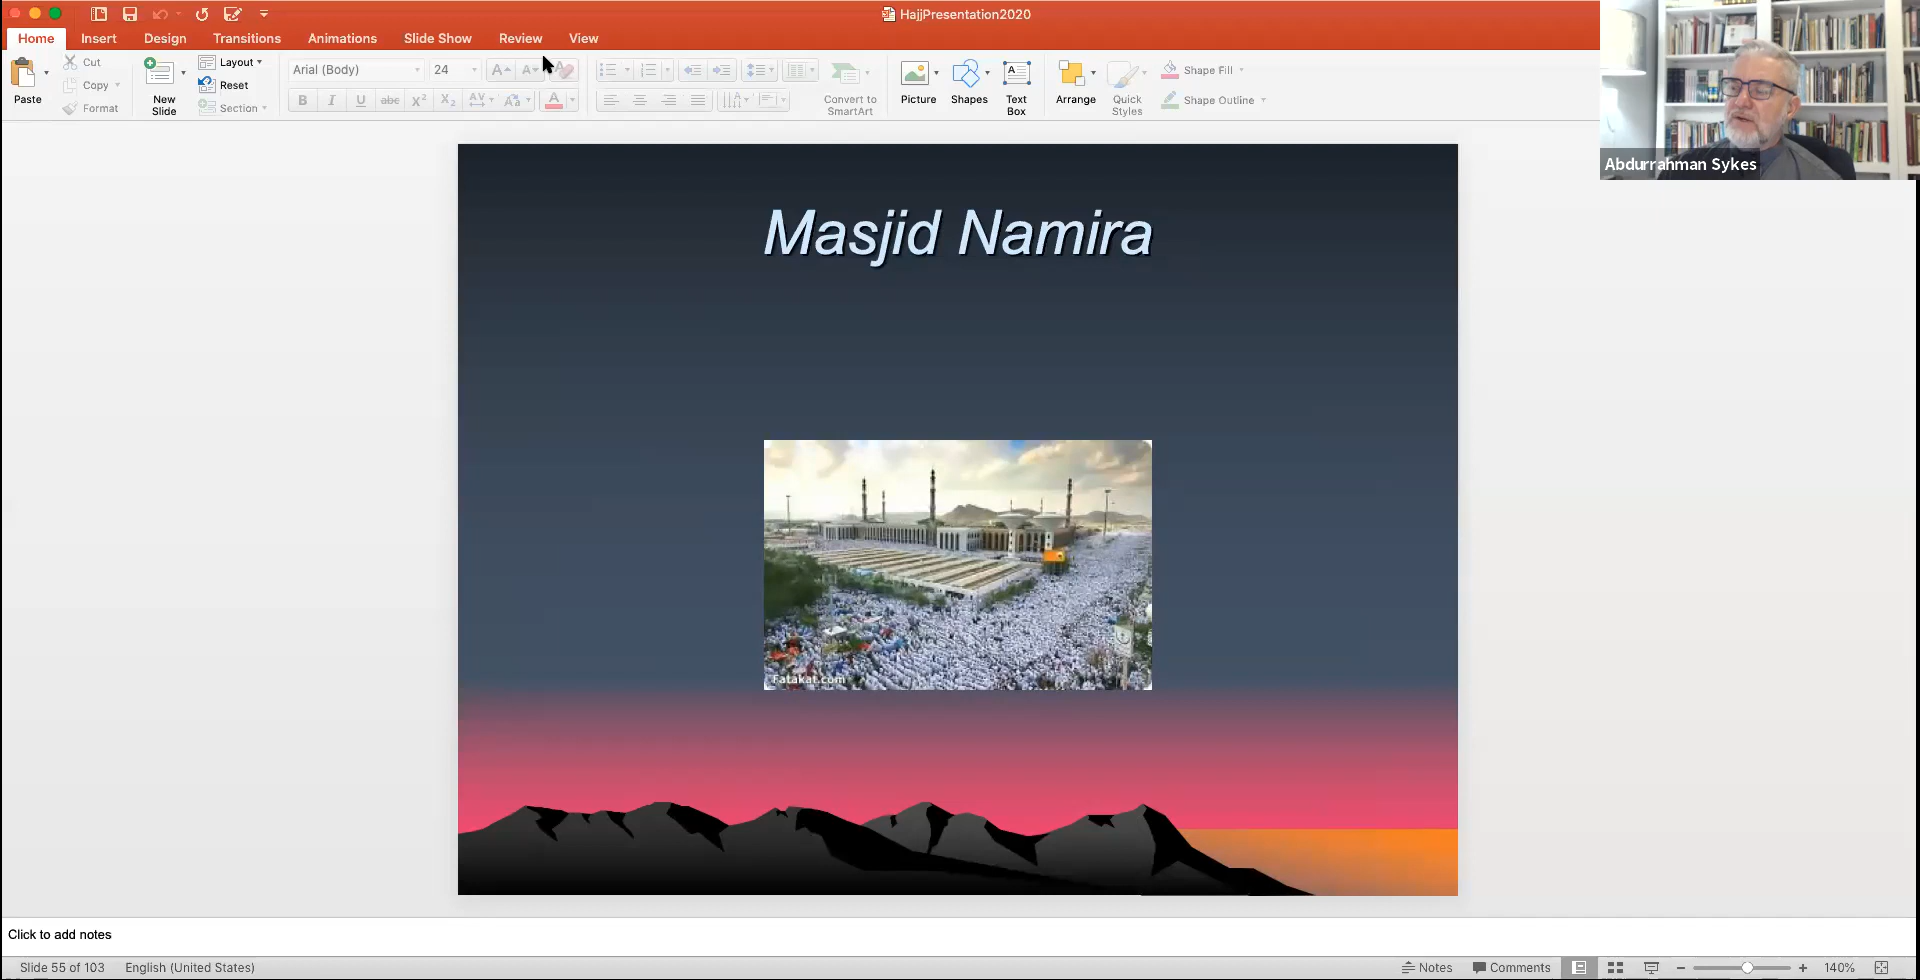 HajjPresentation2020
Home Insert Design Transitions Animations Slide Show Review View
Paste
Cut
Copy
Format
New
Slide
Layout
Reset
Section
Arial (Body) 24
Convert to
SmartArt
Picture
Shapes
Text
Box
Arrange
Quick
Styles
Shape Fill
Shape Outline
Abdurrahman Sykes
Masjid Namira
Fatakat.com
Click to add notes
Slide 55 of 103 English (United States) Notes Comments 140%